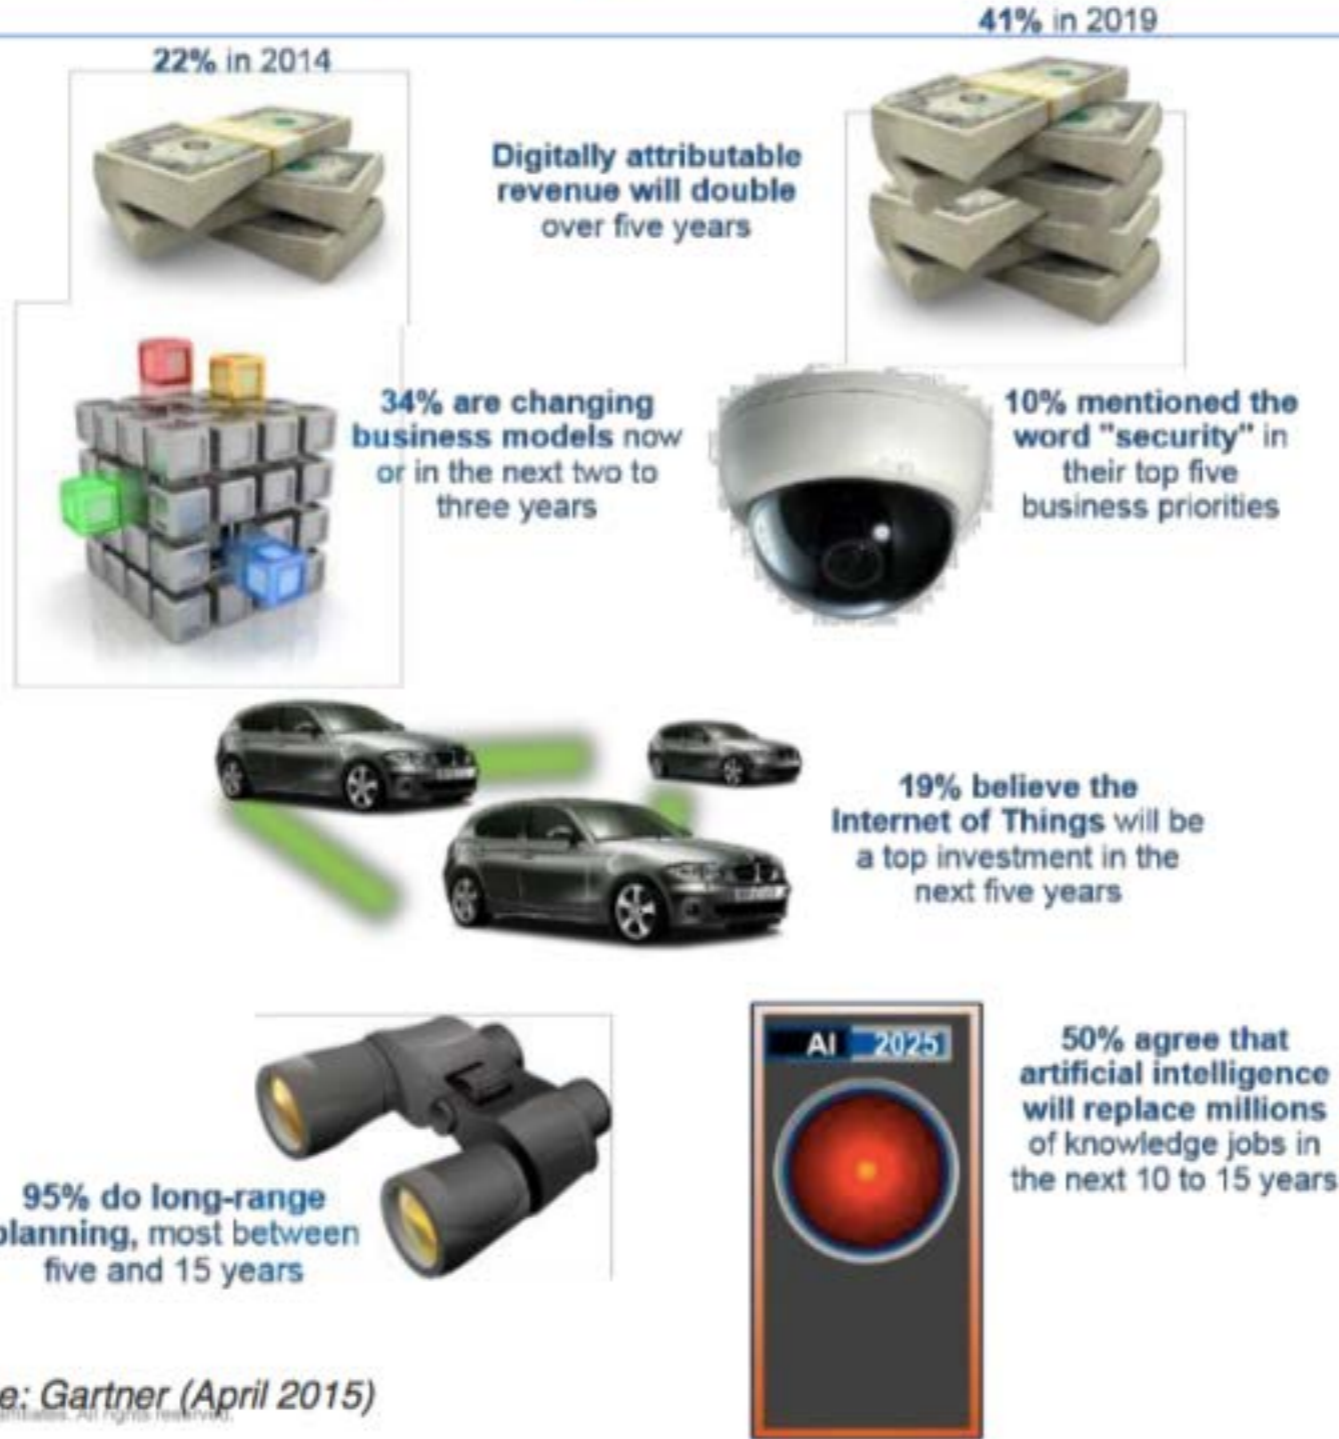 41% in 2019
22% in 2014
Digitally attributable
revenue will double
over five years
34% are changing
business models now
or in the next two to
three years
10% mentioned the
word "security" in
their top five
business priorities
19% believe the
Internet of Things will be
a top investment in the
next five years
AI 2025
50% agree that
artificial intelligence
will replace millions
of knowledge jobs in
the next 10 to 15 years
95% do long-range
planning, most between
five and 15 years
e: Gartner (April 2015)
affiliates. All rights reserved.